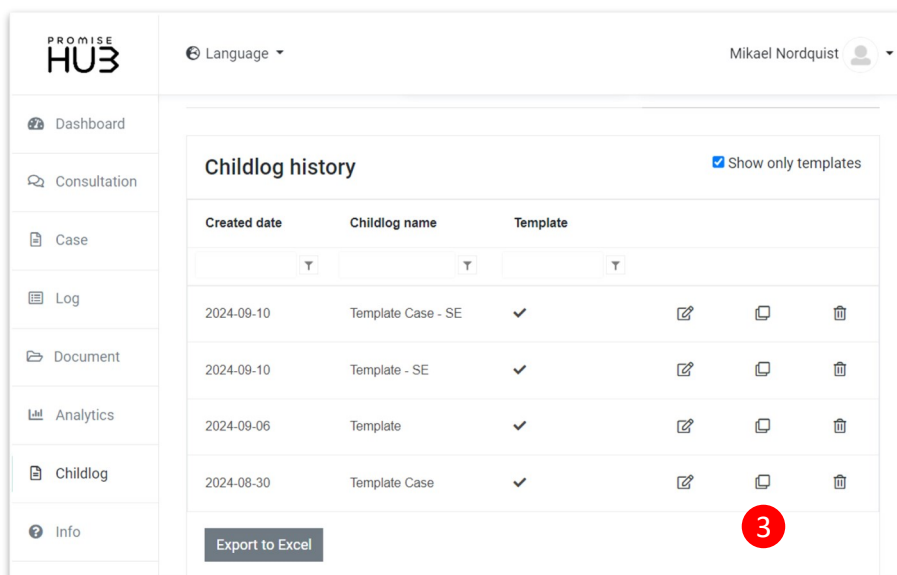 PROMISE
HUB
Language
Mikael Nordquist
Dashboard
Consultation
Case
Log
Document
Analytics
Childlog
Info
Childlog history
Show only templates
Created date Childlog name Template
2024-09-10 Template Case - SE
2024-09-10 Template - SE
2024-09-06 Template
2024-08-30 Template Case
3
Export to Excel